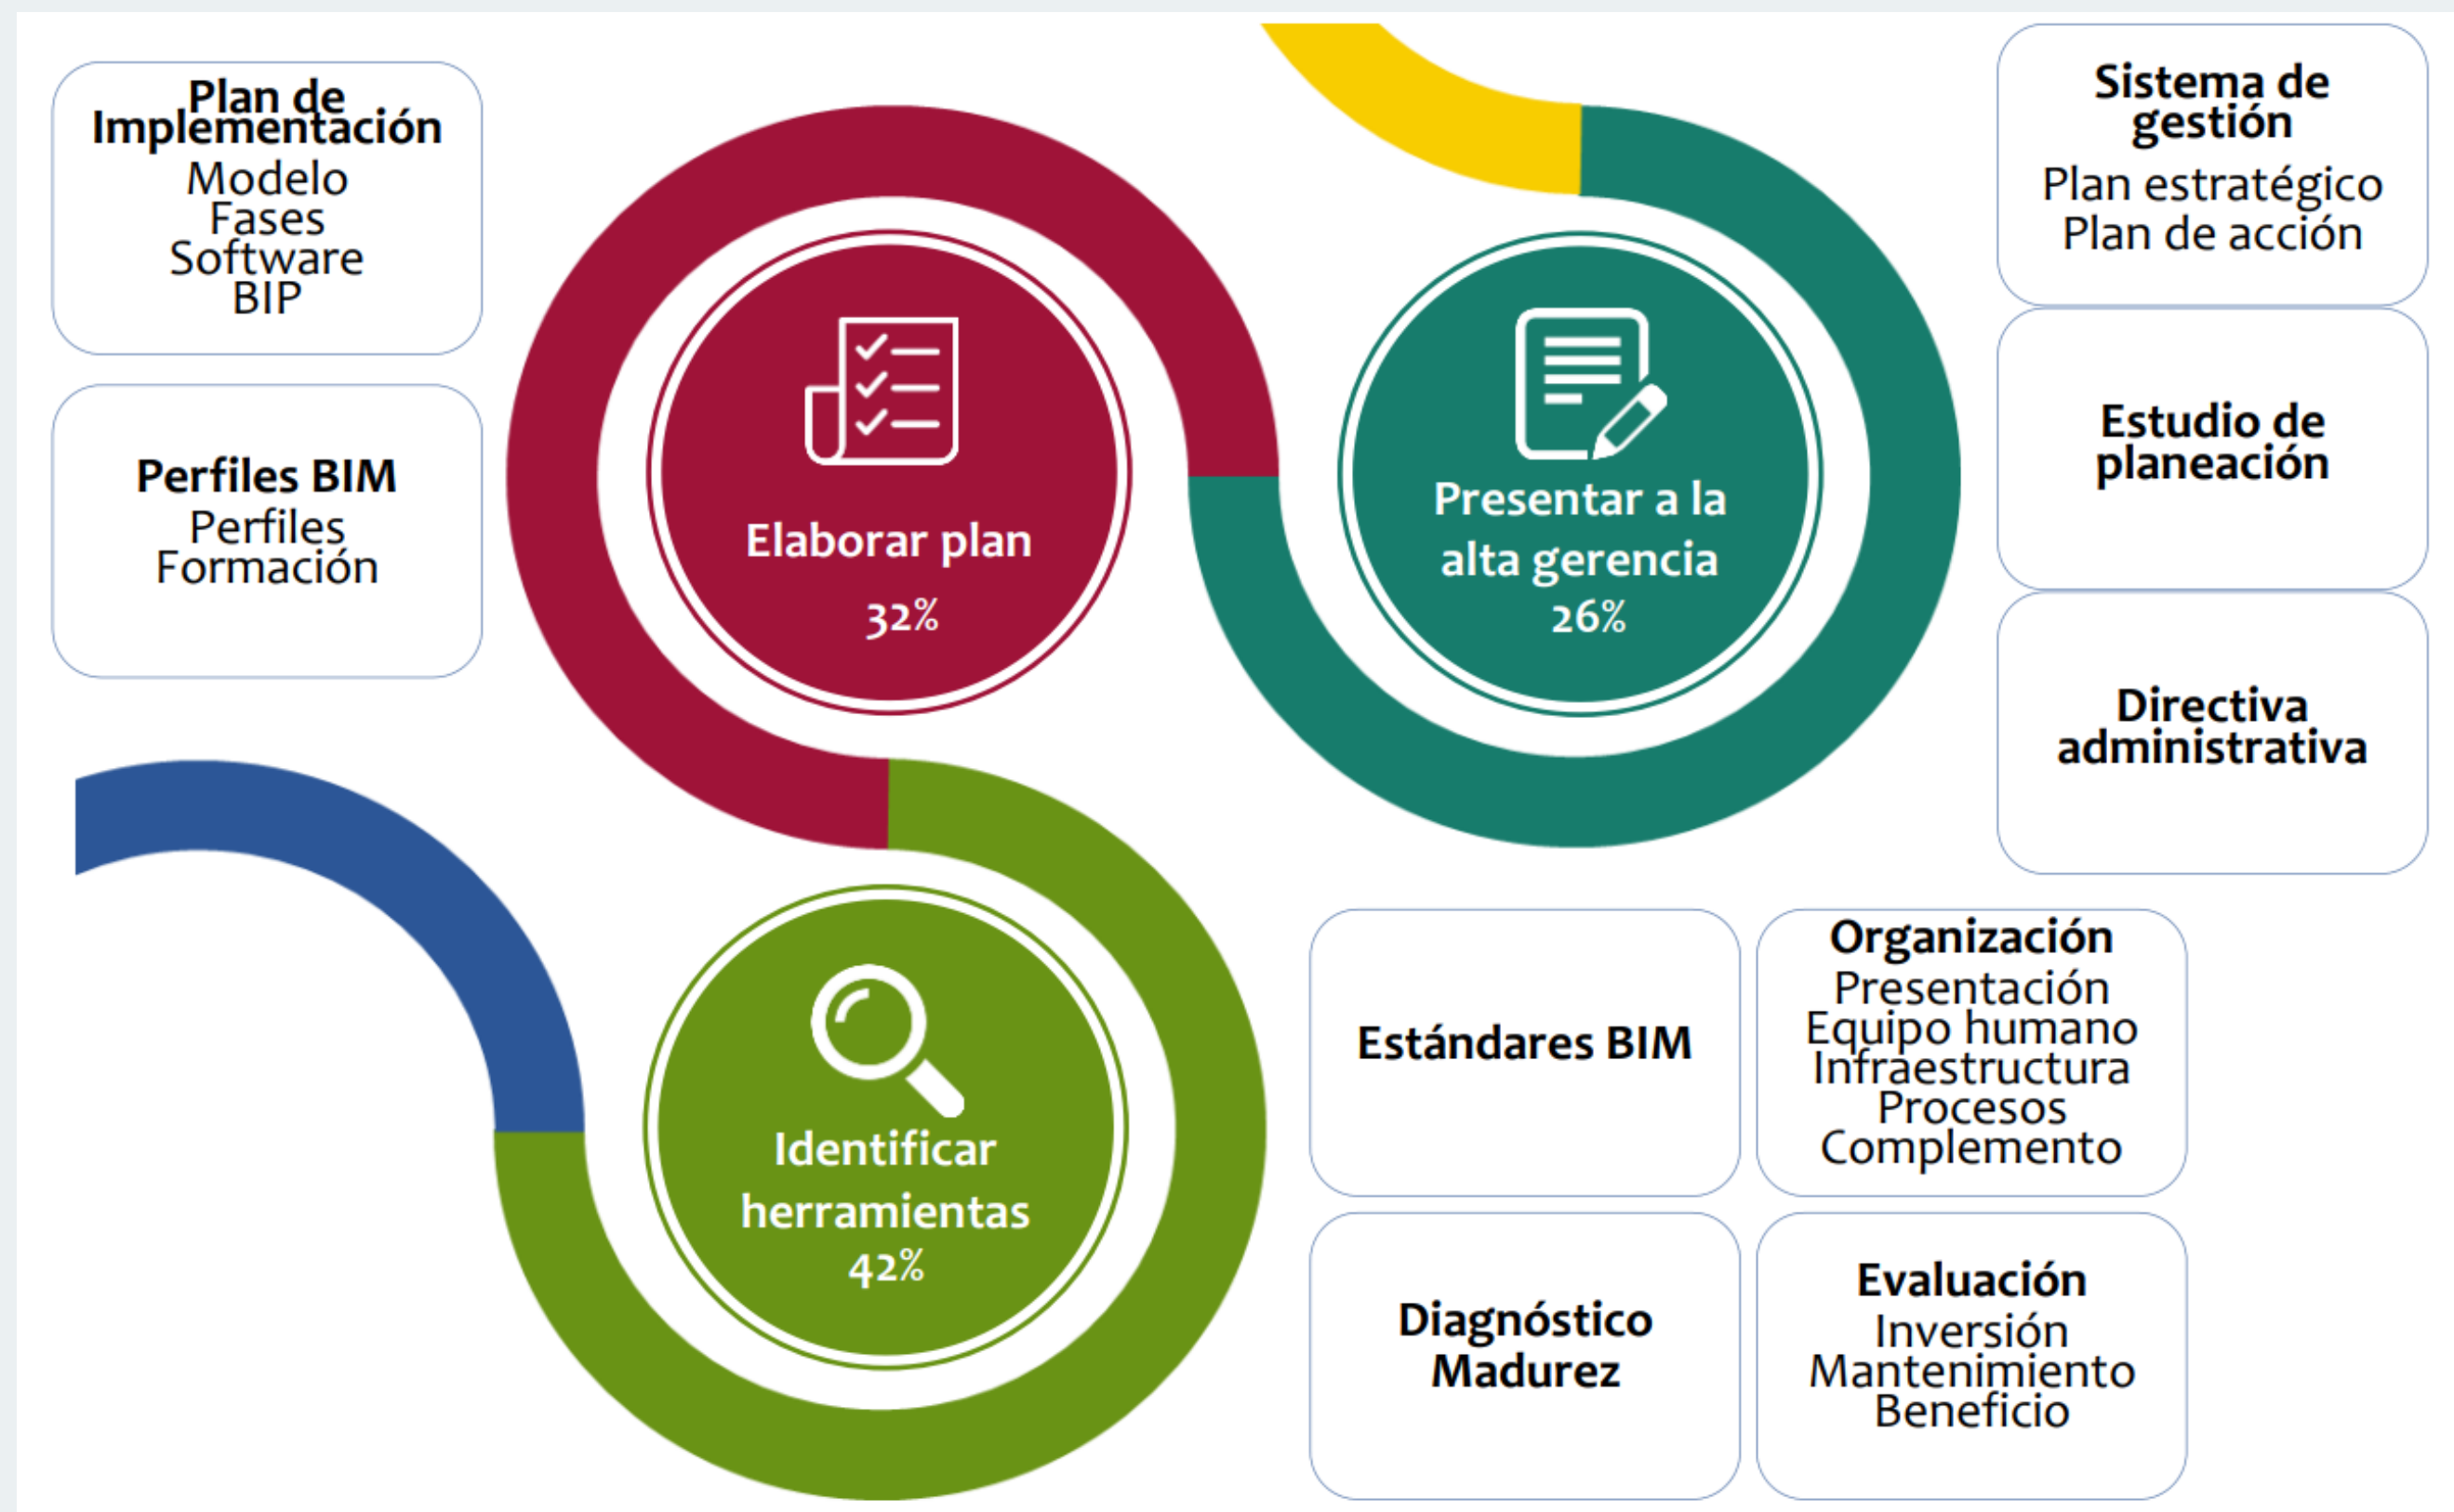 Plan de
Implementación
Modelo
Fases
Software
BIP
Perfiles BIM
Perfiles
Formación
Elaborar plan
32%
Presentar a la
alta gerencia
26%
Sistema de
gestión
Plan estratégico
Plan de acción
Estudio de
planeación
Directiva
administrativa
Identificar
herramientas
42%
Estándares BIM
Organización
Presentación
Equipo humano
Infraestructura
Procesos
Complemento
Diagnóstico
Madurez
Evaluación
Inversión
Mantenimiento
Beneficio